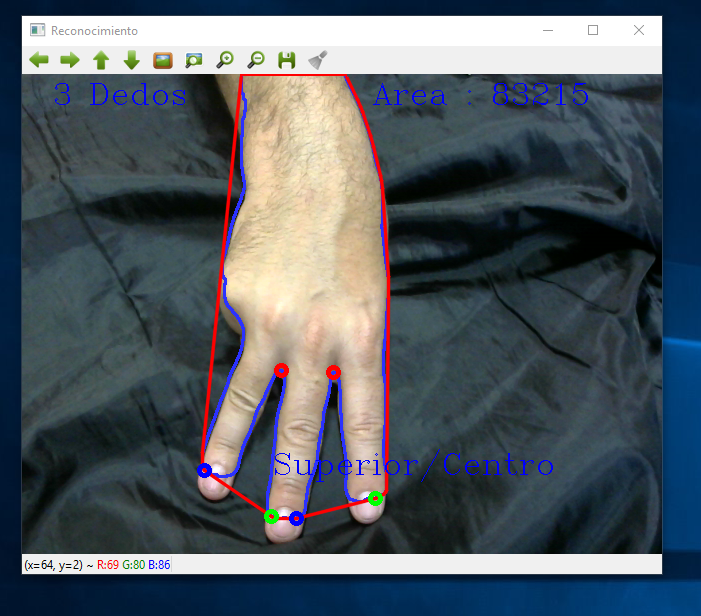 Reconocimiento
3 Dedos Area : 83215
Superior/Centro
(x=64, y=2) ~ R:69 G:80 B:86